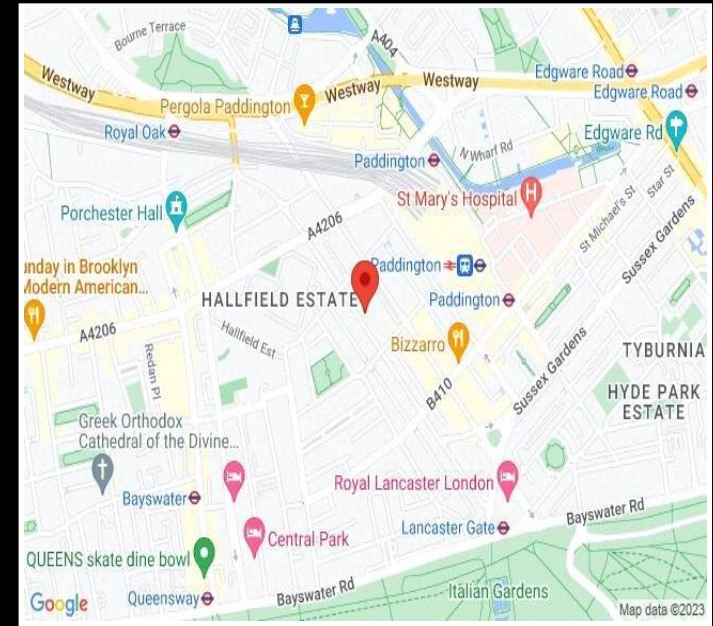 Bourne Terrace
A404
Westway
Westway
Westway
Edgware Road
Edgware Road
Pergola Paddington
Royal Oak
Edgware Rd
Paddington
N Wharf Rd
St Mary's Hospital
Star St
St Michael's St
Porchester Hall
A4206
Sussex Gardens
unday in Brooklyn
Modern American...
Paddington
Paddington
HALLFIELD ESTATE
A4206
Hallfield Est
Redan Pl
Bizzarro
TYBURNIA
B410
Sussex Gardens
HYDE PARK
ESTATE
Greek Orthodox
Cathedral of the Divine...
Royal Lancaster London
Bayswater
Bayswater Rd
Lancaster Gate
Central Park
QUEENS skate dine bowl
Bayswater Rd
Italian Gardens
Google
Queensway
Map data ©2023